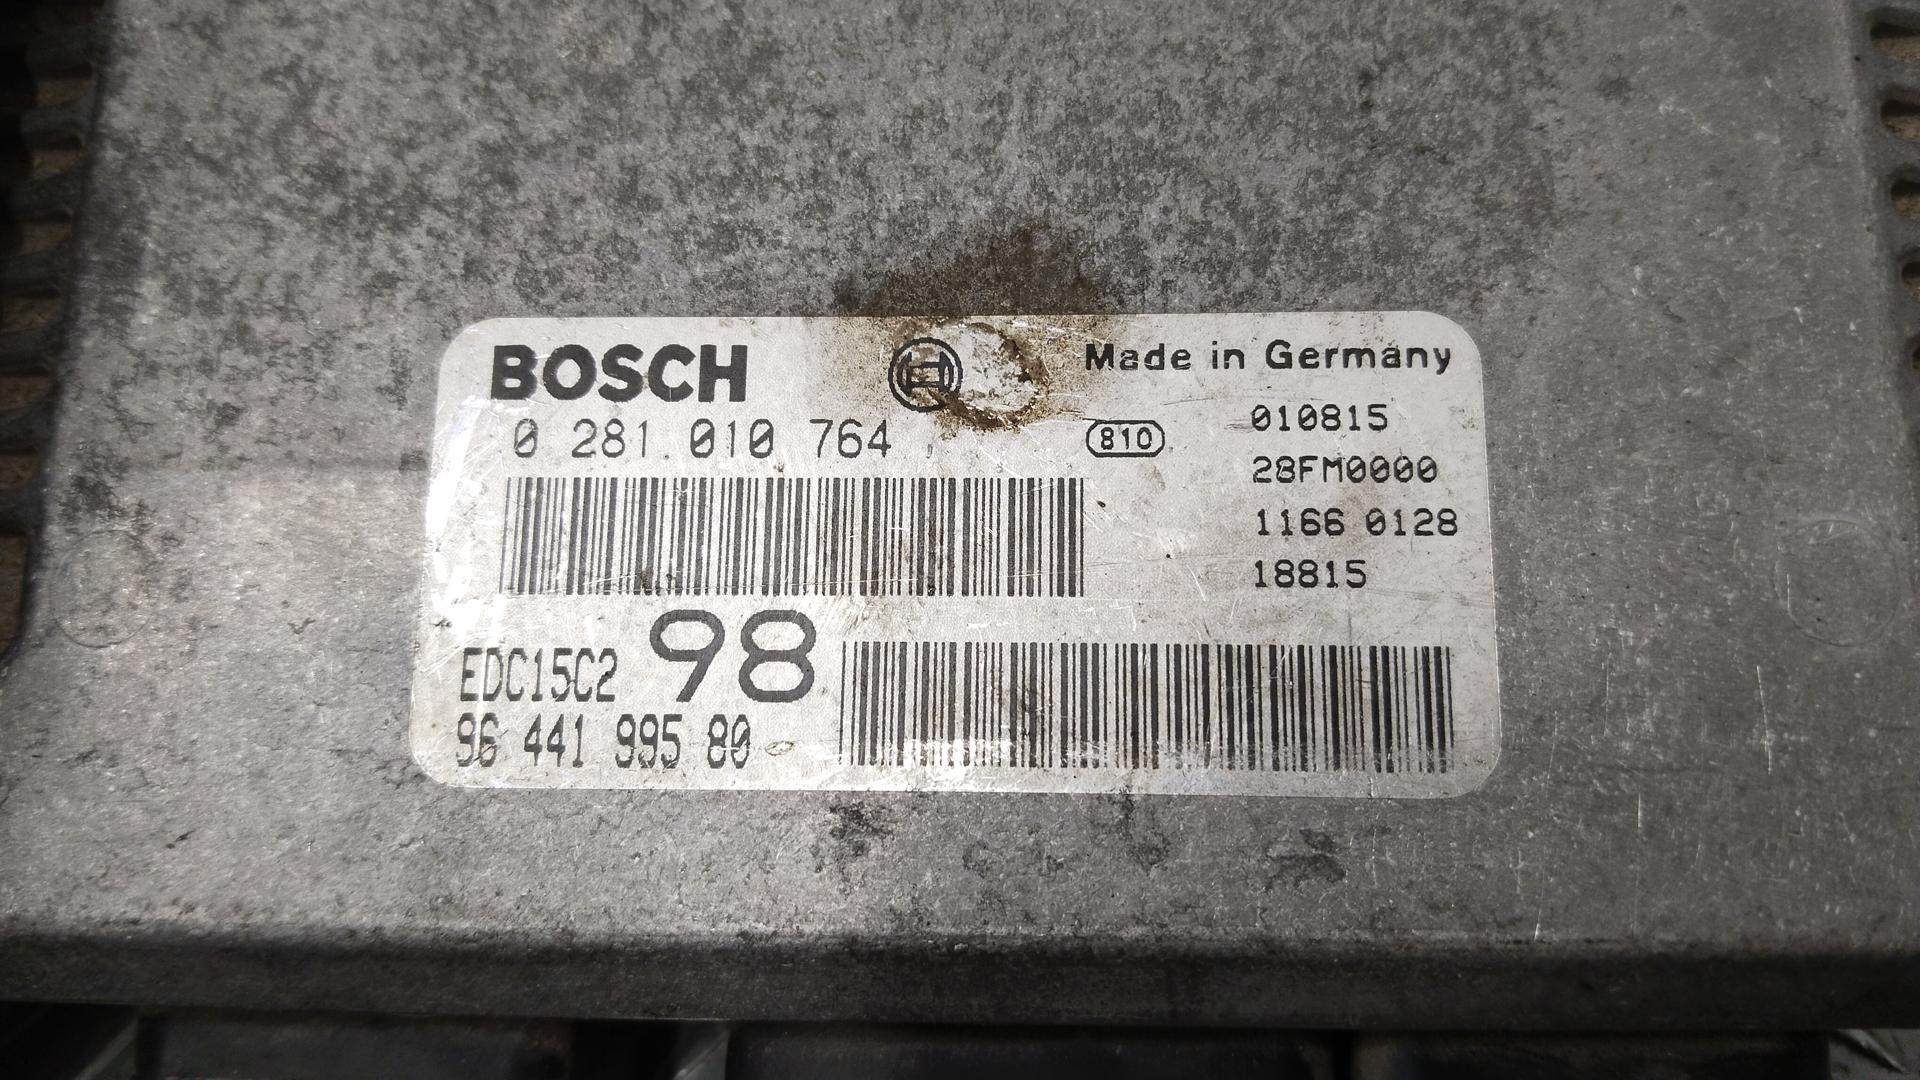 BOSCH
Made in Germany
0 281 010 764
810
010815
28FM0000
1166 0128
18815
EDC15C2 98
96 441 995 80